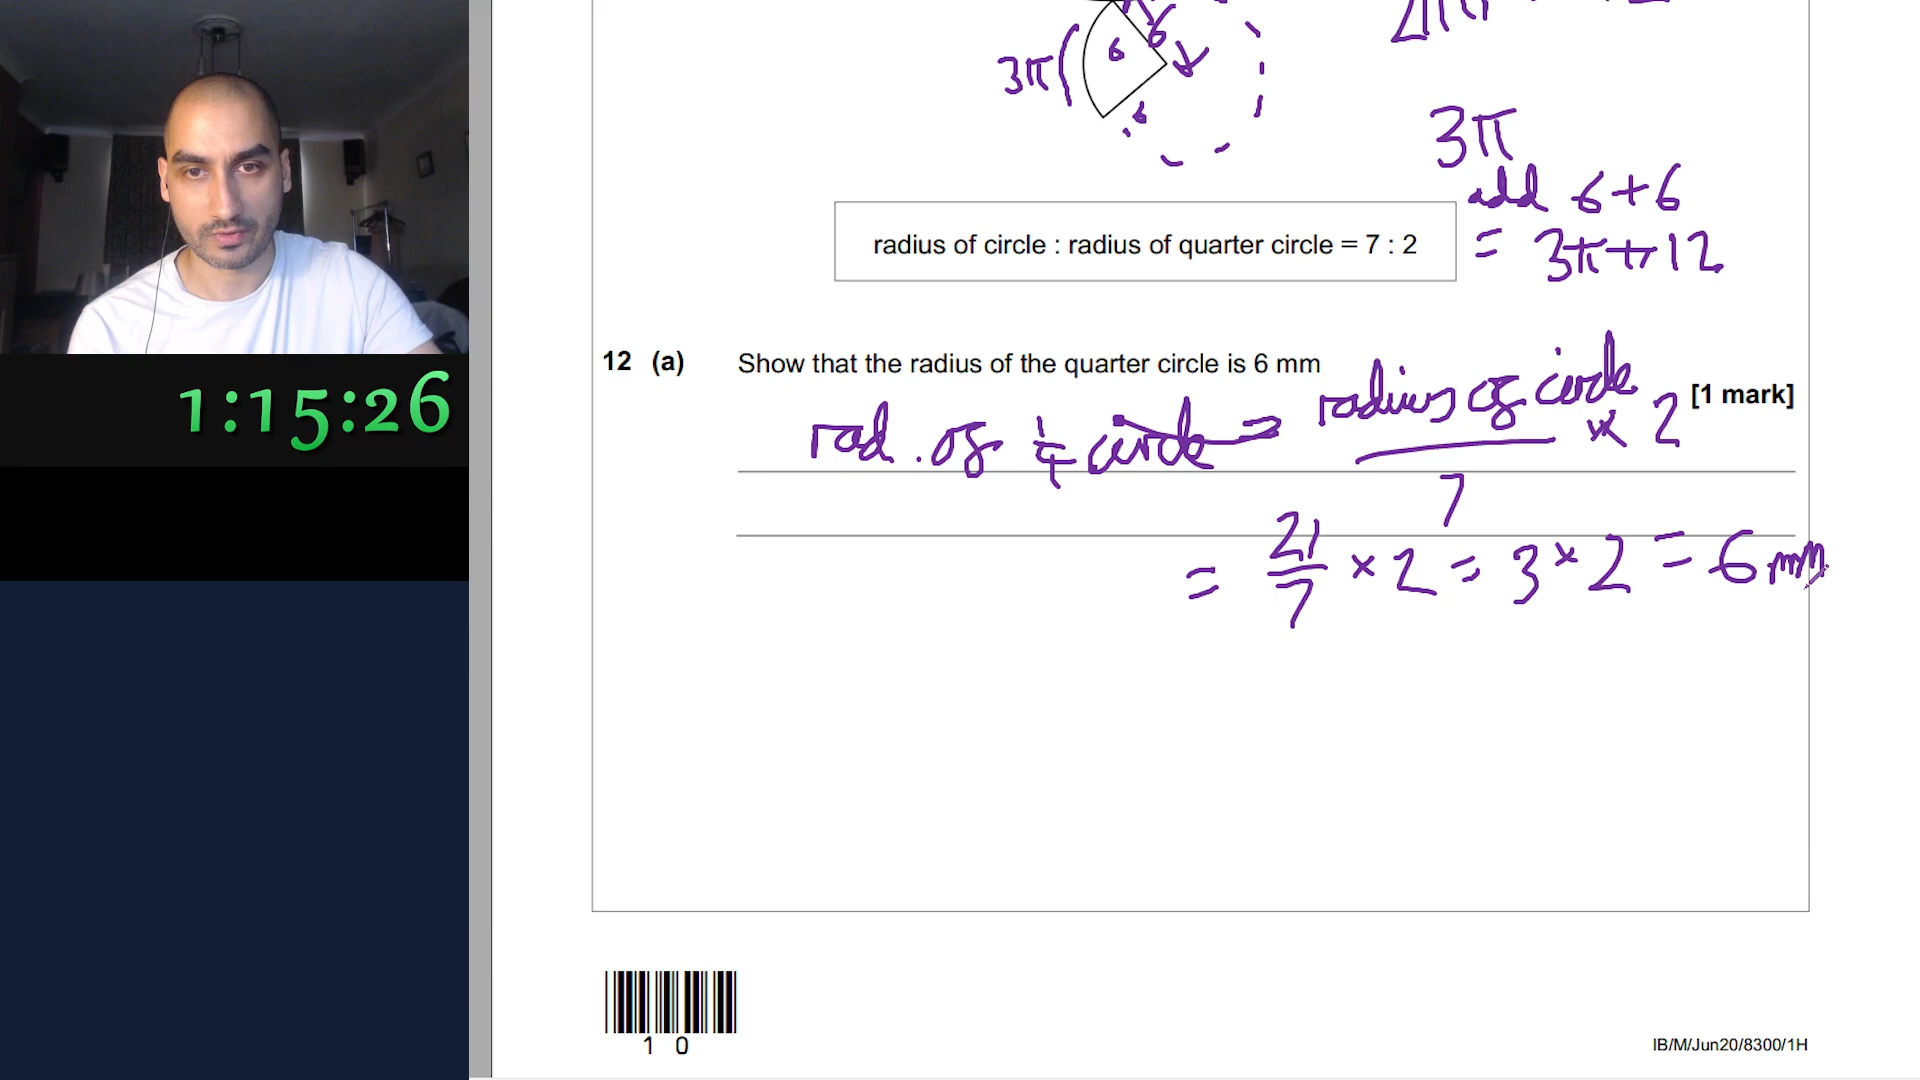 6
3π
6
6
3π
add 6+6
= 3π+12
radius of circle : radius of quarter circle = 7 : 2
12 (a) Show that the radius of the quarter circle is 6 mm
[1 mark]
rad. of 1/4 circle = radius of circle / 7 × 2
= 21/7 × 2 = 3 × 2 = 6mm
1:15:26
1 0
IB/M/Jun20/8300/1H